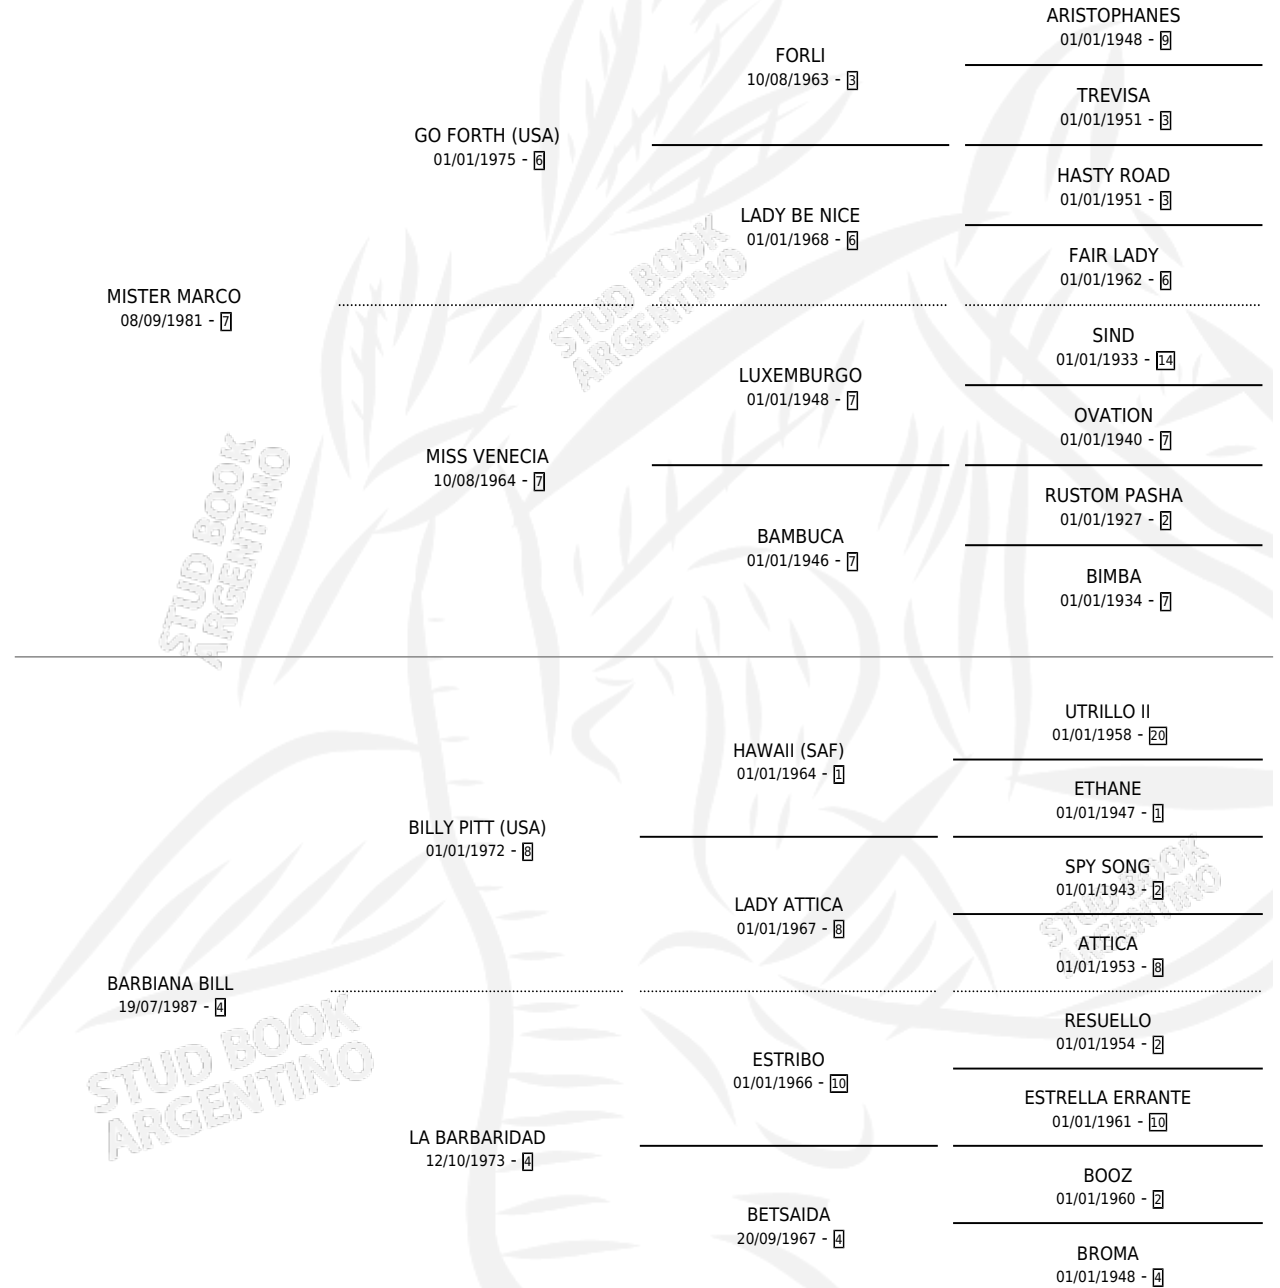 ARISTOPHANES
01/01/1948 - 9
FORLI
10/08/1963 - 3
TREVISA
01/01/1951 - 3
GO FORTH (USA)
01/01/1975 - 6
HASTY ROAD
01/01/1951 - 3
LADY BE NICE
01/01/1968 - 6
FAIR LADY
01/01/1962 - 6
MISTER MARCO
08/09/1981 - 7
STUD BOOK
ARGENTINO
SIND
01/01/1933 - 14
LUXEMBURGO
01/01/1948 - 7
OVATION
01/01/1940 - 7
MISS VENECIA
10/08/1964 - 7
RUSTOM PASHA
01/01/1927 - 2
BAMBUCA
01/01/1946 - 7
BIMBA
01/01/1934 - 7
STUD BOOK
ARGENTINO
UTRILLO II
01/01/1958 - 20
HAWAII (SAF)
01/01/1964 - 1
ETHANE
01/01/1947 - 1
BILLY PITT (USA)
01/01/1972 - 8
SPY SONG
01/01/1943 - 2
LADY ATTICA
01/01/1967 - 8
STUD BOOK
ARGENTINO
ATTICA
01/01/1953 - 8
BARBIANA BILL
19/07/1987 - 4
RESUELLO
01/01/1954 - 2
ESTRIBO
01/01/1966 - 10
STUD BOOK
ARGENTINO
ESTRELLA ERRANTE
01/01/1961 - 10
LA BARBARIDAD
12/10/1973 - 4
BOOZ
01/01/1960 - 2
BETSAIDA
20/09/1967 - 4
BROMA
01/01/1948 - 4